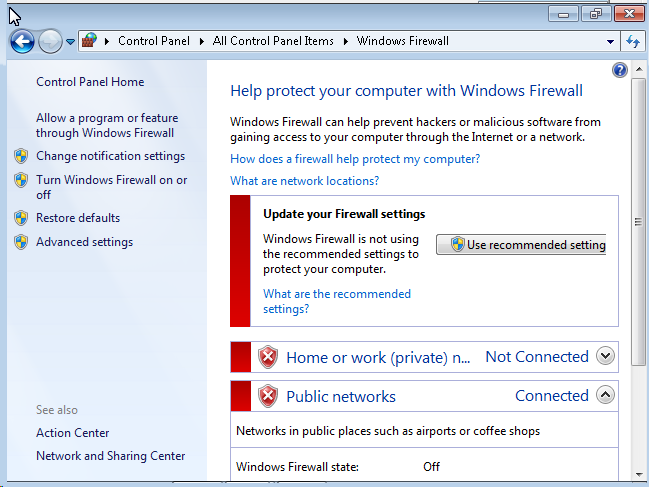 Control Panel All Control Panel Items Windows Firewall
Control Panel Home
Allow a program or feature
through Windows Firewall
Change notification settings
Turn Windows Firewall on or
off
Restore defaults
Advanced settings
See also
Action Center
Network and Sharing Center
Help protect your computer with Windows Firewall
Windows Firewall can help prevent hackers or malicious software from
gaining access to your computer through the Internet or a network.
How does a firewall help protect my computer?
What are network locations?
Update your Firewall settings
Windows Firewall is not using
the recommended settings to
protect your computer.
Use recommended setting
What are the recommended
settings?
Home or work (private) n... Not Connected
Public networks Connected
Networks in public places such as airports or coffee shops
Windows Firewall state: Off